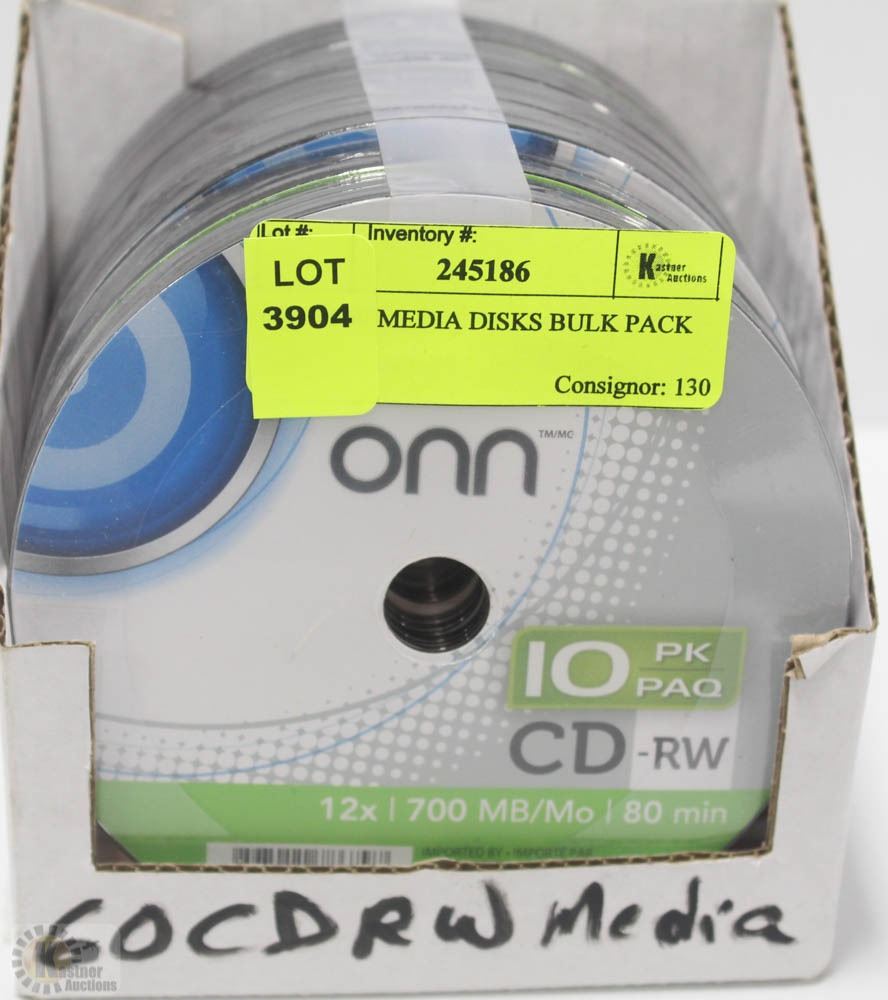 Lot #: Inventory #:
LOT 245186 Kastner Auctions
3904 MEDIA DISKS BULK PACK
Consignor: 130
onn TM/MC
10 PK PAQ
CD-RW
12x | 700 MB/Mo | 80 min
IMPORTED BY • IMPORTÉ PAR
60CDRW Media
Kastner Auctions